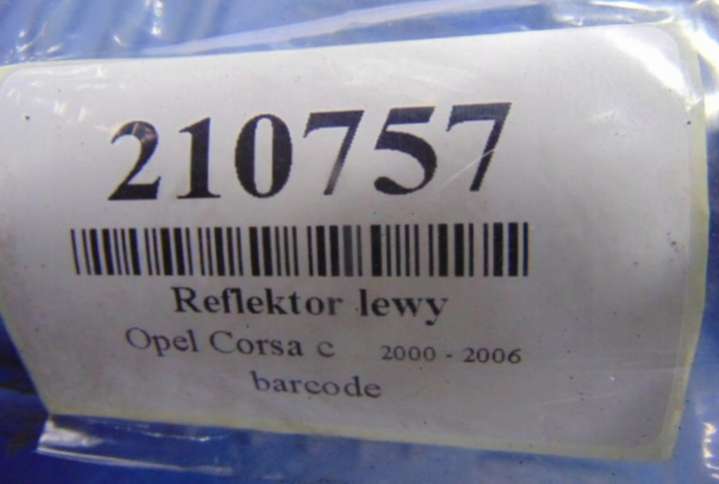 210757
Reflektor lewy
Opel Corsa c 2000 - 2006
barcode